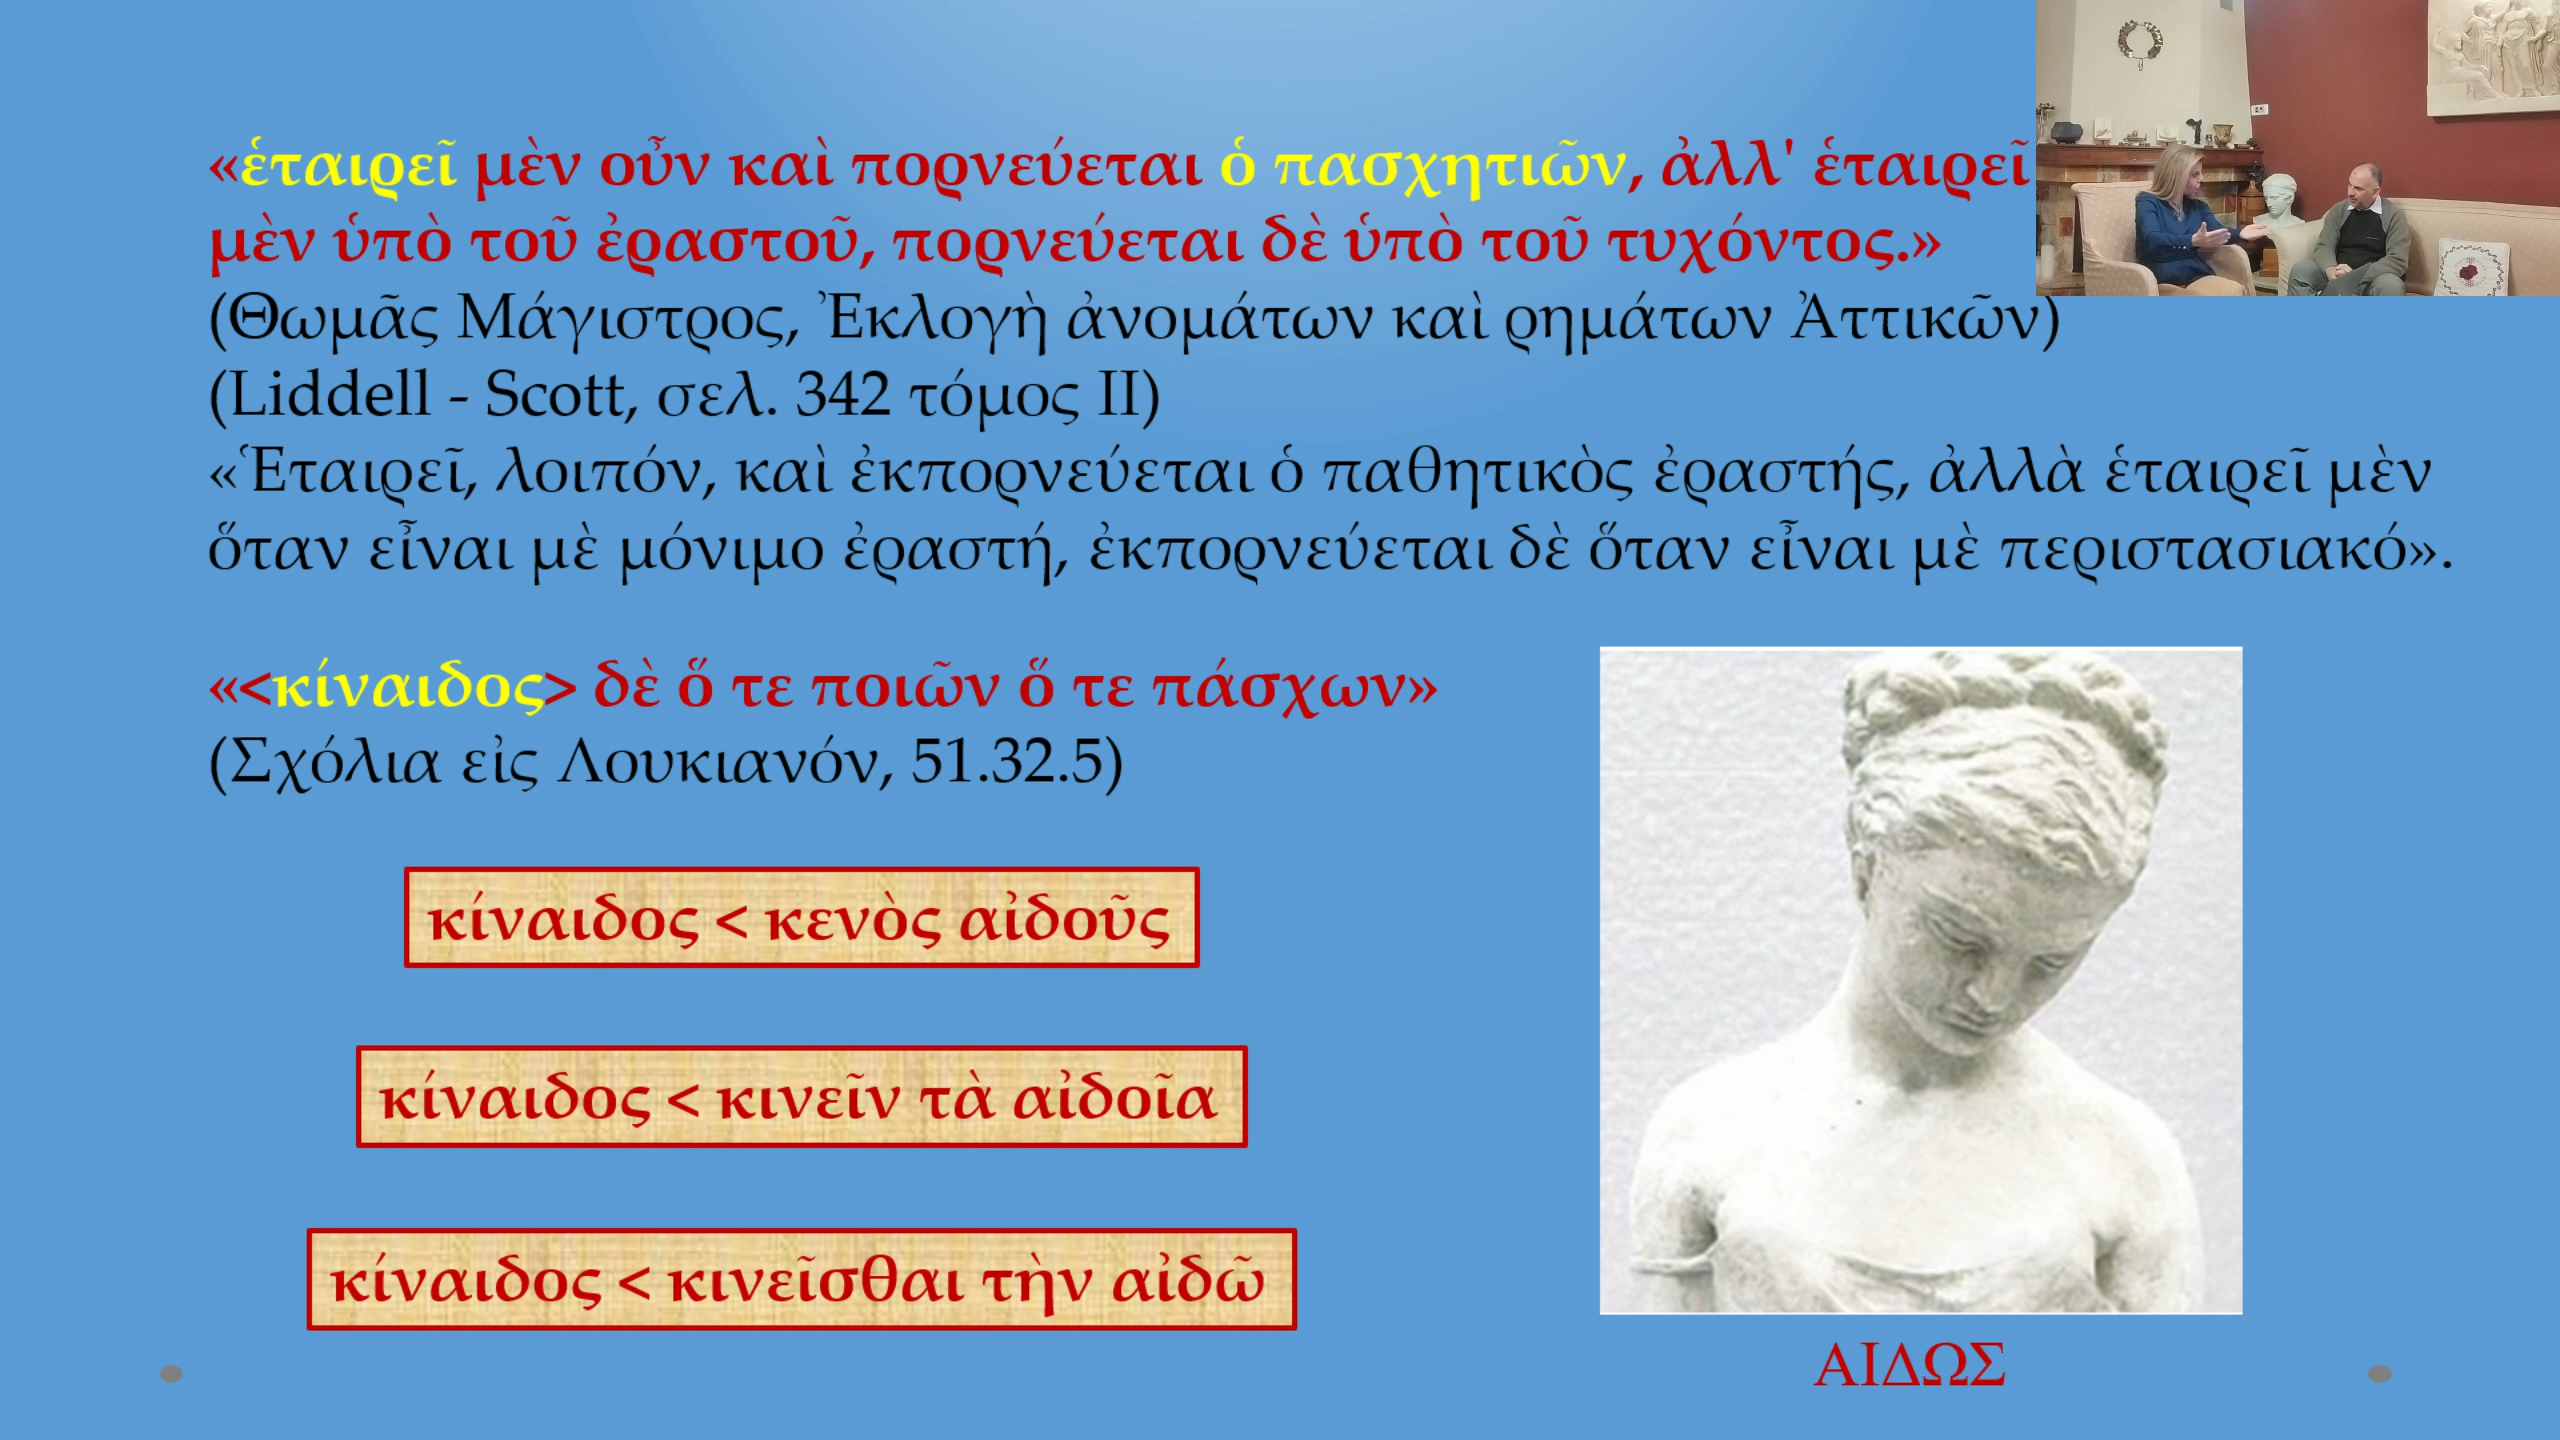 «ἑταιρεῖ μὲν οὖν καὶ πορνεύεται ὁ πασχητιῶν, ἀλλ' ἑταιρεῖ
μὲν ὑπὸ τοῦ ἐραστοῦ, πορνεύεται δὲ ὑπὸ τοῦ τυχόντος.»
(Θωμᾶς Μάγιστρος, Ἐκλογὴ ἀνομάτων καὶ ρημάτων Ἀττικῶν)
(Liddell - Scott, σελ. 342 τόμος ΙΙ)
«Ἑταιρεῖ, λοιπόν, καὶ ἐκπορνεύεται ὁ παθητικὸς ἐραστής, ἀλλὰ ἑταιρεῖ μὲν
ὅταν εἶναι μὲ μόνιμο ἐραστή, ἐκπορνεύεται δὲ ὅταν εἶναι μὲ περιστασιακό».
«<κίναιδος> δὲ ὅ τε ποιῶν ὅ τε πάσχων»
(Σχόλια εἰς Λουκιανόν, 51.32.5)
κίναιδος < κενὸς αἰδοῦς
κίναιδος < κινεῖν τὰ αἰδοῖα
κίναιδος < κινεῖσθαι τὴν αἰδῶ
ΑΙΔΩΣ